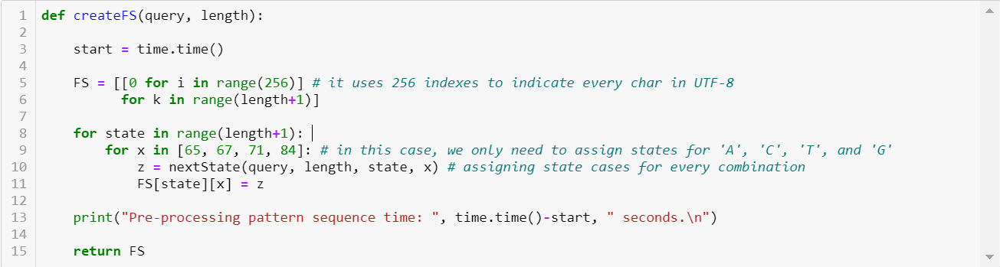 1 def createFS(query, length):
2
3     start = time.time()
4
5     FS = [[0 for i in range(256)] # it uses 256 indexes to indicate every char in UTF-8
6           for k in range(length+1)]
7
8     for state in range(length+1):
9         for x in [65, 67, 71, 84]: # in this case, we only need to assign states for 'A', 'C', 'T', and 'G'
10             z = nextState(query, length, state, x) # assigning state cases for every combination
11             FS[state][x] = z
12
13     print("Pre-processing pattern sequence time: ", time.time()-start, " seconds.\n")
14
15     return FS